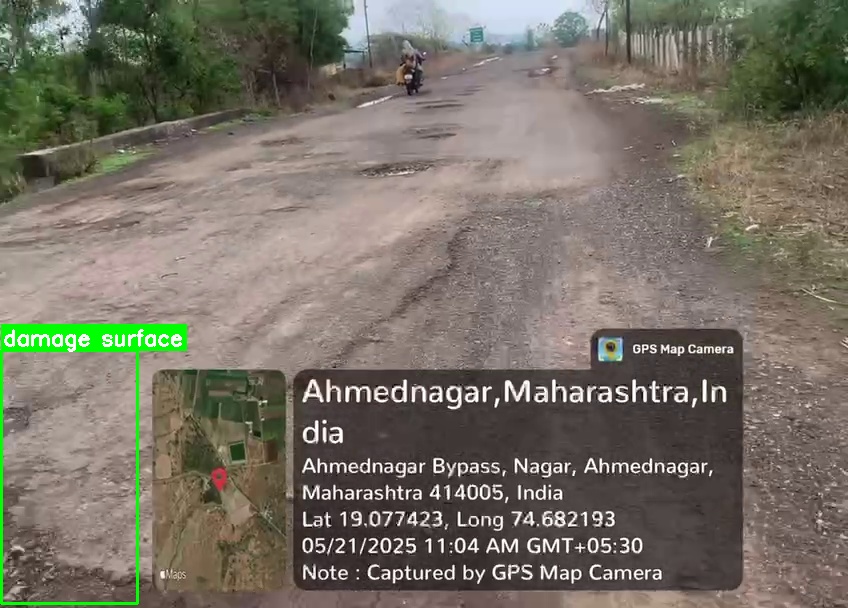 damage surface
GPS Map Camera
Ahmednagar,Maharashtra,In
dia
Ahmednagar Bypass, Nagar, Ahmednagar,
Maharashtra 414005, India
Lat 19.077423, Long 74.682193
05/21/2025 11:04 AM GMT+05:30
Note : Captured by GPS Map Camera
Maps